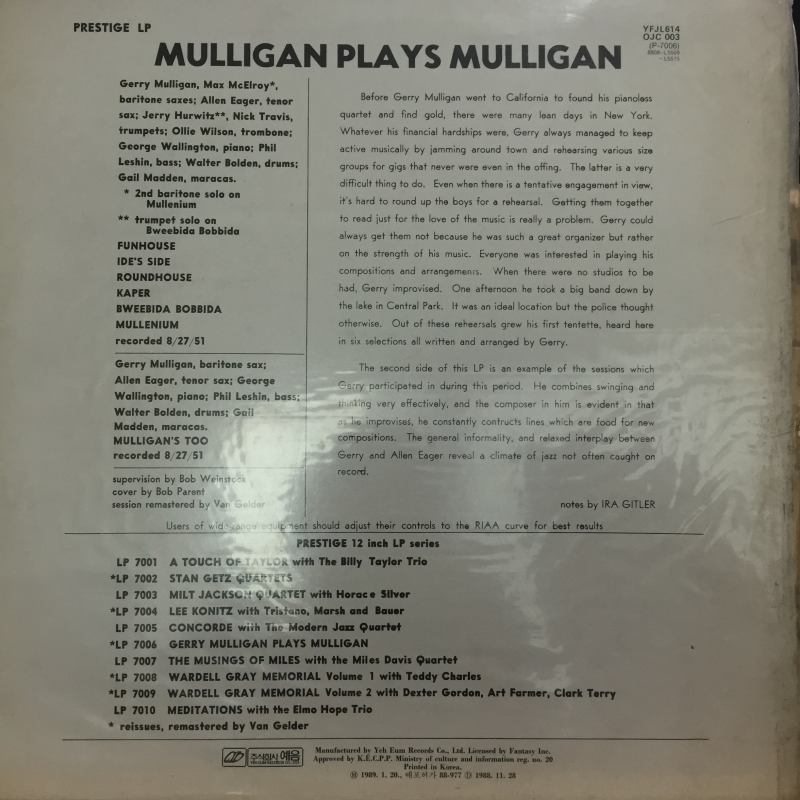 PRESTIGE LP
YFJL614
OJC 003
(P-7006)
MULLIGAN PLAYS MULLIGAN
Gerry Mulligan, Max McElroy*,
baritone saxes; Allen Eager, tenor
sax; Jerry Hurwitz**, Nick Travis,
trumpets; Ollie Wilson, trombone;
George Wallington, piano; Phil
Leshin, bass; Walter Bolden, drums;
Gail Madden, maracas.
* 2nd baritone solo on
Mullenium
** trumpet solo on
Bweebida Bobbida
FUNHOUSE
IDE'S SIDE
ROUNDHOUSE
KAPER
BWEEBIDA BOBBIDA
MULLENIUM
recorded 8/27/51
Gerry Mulligan, baritone sax;
Allen Eager, tenor sax; George
Wallington, piano; Phil Leshin, bass;
Walter Bolden, drums; Gail
Madden, maracas.
MULLIGAN'S TOO
recorded 8/27/51
supervision by Bob Weinstock
cover by Bob Parent
session remastered by Van Gelder
Before Gerry Mulligan went to California to found his pianoless
quartet and find gold, there were many lean days in New York.
Whatever his financial hardships were, Gerry always managed to keep
active musically by jamming around town and rehearsing various size
groups for gigs that never were even in the offing. The latter is a very
difficult thing to do. Even when there is a tentative engagement in view,
it's hard to round up the boys for a rehearsal. Getting them together
to read just for the love of the music is really a problem. Gerry could
always get them not because he was such a great organizer but rather
on the strength of his music. Everyone was interested in playing his
compositions and arrangements. When there were no studios to be
had, Gerry improvised. One afternoon he took a big band down by
the lake in Central Park. It was an ideal location but the police thought
otherwise. Out of these rehearsals grew his first tentette, heard here
in six selections all written and arranged by Gerry.
The second side of this LP is an example of the sessions which
Gerry participated in during this period. He combines swinging and
thinking very effectively, and the composer in him is evident in that
as he improvises, he constantly contructs lines which are food for new
compositions. The general informality, and relaxed interplay between
Gerry and Allen Eager reveal a climate of jazz not often caught on
record.
notes by IRA GITLER
Users of wide range equipment should adjust their controls to the RIAA curve for best results
PRESTIGE 12 inch LP series
LP 7001 A TOUCH OF TAYLOR with The Billy Taylor Trio
*LP 7002 STAN GETZ QUARTETS
LP 7003 MILT JACKSON QUARTET with Horace Silver
*LP 7004 LEE KONITZ with Tristano, Marsh and Bauer
LP 7005 CONCORDE with The Modern Jazz Quartet
*LP 7006 GERRY MULLIGAN PLAYS MULLIGAN
LP 7007 THE MUSINGS OF MILES with the Miles Davis Quartet
*LP 7008 WARDELL GRAY MEMORIAL Volume 1 with Teddy Charles
*LP 7009 WARDELL GRAY MEMORIAL Volume 2 with Dexter Gordon, Art Farmer, Clark Terry
LP 7010 MEDITATIONS with the Elmo Hope Trio
* reissues, remastered by Van Gelder
주식회사 예음
Manufactured by Yeh Eum Records Co., Ltd. Licensed by Fantasy Inc.
Approved by K.E.C.P.P. Ministry of culture and information reg. no. 20
Printed in Korea.
Ⓜ 1989. 1. 20., 88-977 Ⓓ 1988. 11. 28